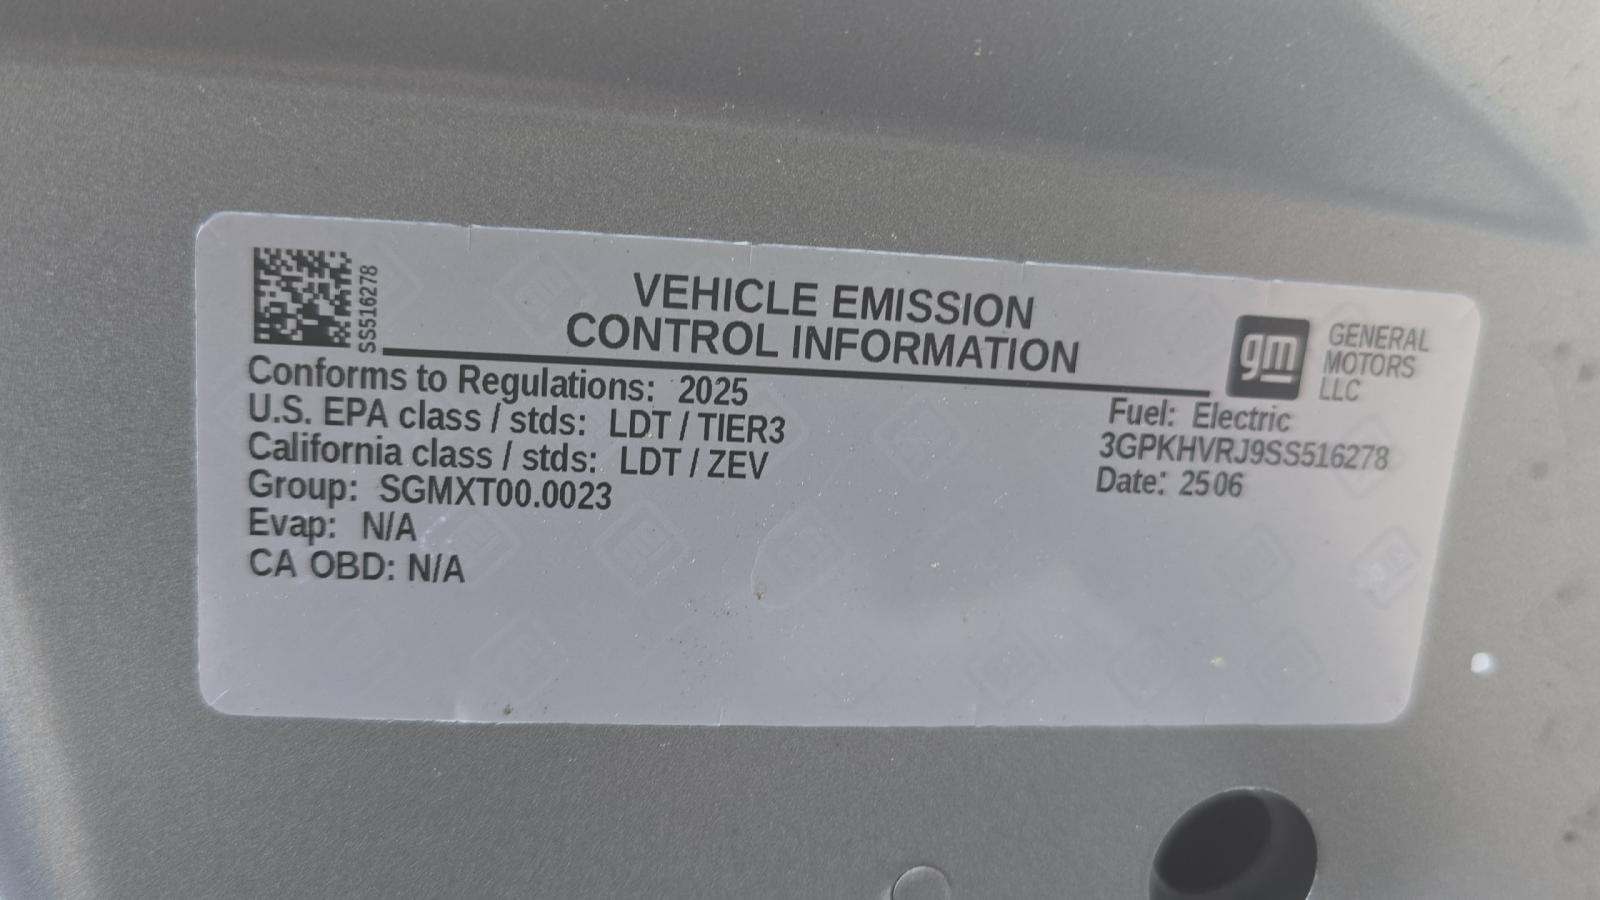 SS516278
VEHICLE EMISSION
CONTROL INFORMATION
gm
GENERAL
MOTORS
LLC
Conforms to Regulations: 2025
U.S. EPA class / stds: LDT / TIER3
California class / stds: LDT / ZEV
Group: SGMXT00.0023
Evap: N/A
CA OBD: N/A
Fuel: Electric
3GPKHVRJ9SS516278
Date: 2506